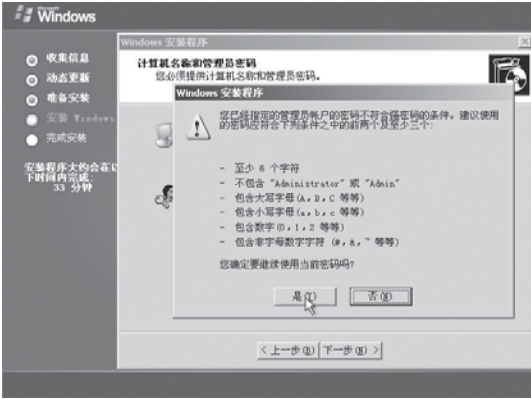 Microsoft
Windows
Windows 安装程序
收集信息
动态更新
准备安装
安装 Windows
完成安装
安装程序大约会在以
下时间内完成:
33 分钟
计算机名称和管理员密码
您必须提供计算机名称和管理员密码。
Windows 安装程序
您已经指定的管理员帐户的密码不符合强密码的条件。建议使用
的密码应符合下列条件之中的前两个及至少三个:
- 至少 6 个字符
- 不包含 "Administrator" 或 "Admin"
- 包含大写字母(A, B, C 等等)
- 包含小写字母(a, b, c 等等)
- 包含数字(0, 1, 2 等等)
- 包含非字母数字字符 (#, &, ~ 等等)
您确定要继续使用当前密码吗?
是(Y)
否(N)
< 上一步(B)
下一步(N) >